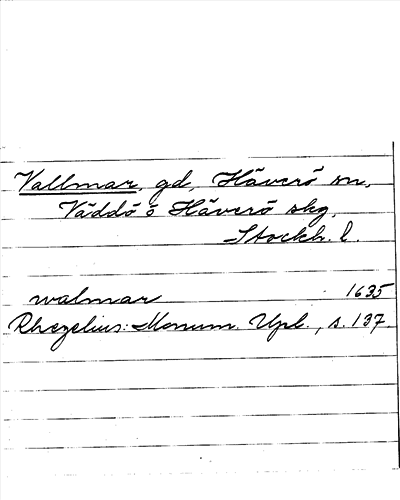 Vallmar, gd, Häverö sn,
Väddö o Häverö skg,
Stockh. l.
walmar 1635
Rhezelius: Monum. Upl., s. 137.